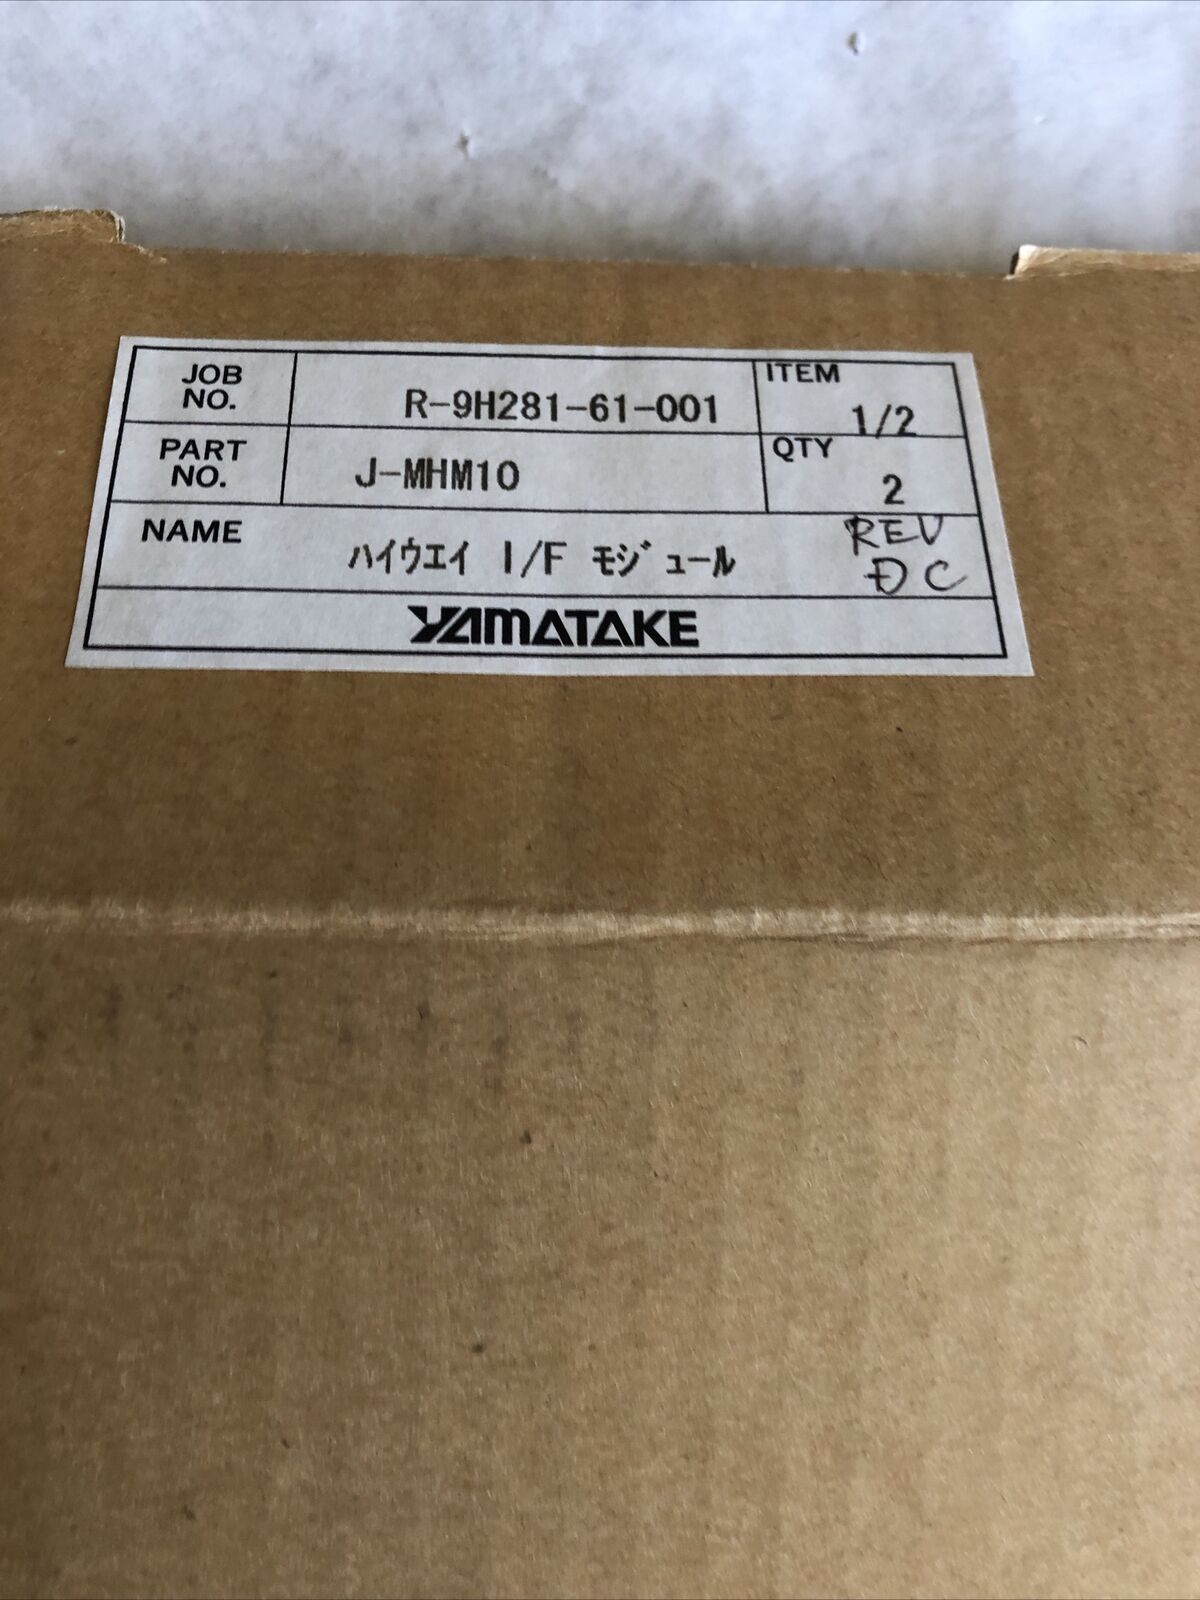 JOB NO. R-9H281-61-001 ITEM 1/2
PART NO. J-MHM10 QTY 2
NAME ﾊｲｳｴｲ I/F ﾓｼﾞｭｰﾙ REV
DC
YAMATAKE